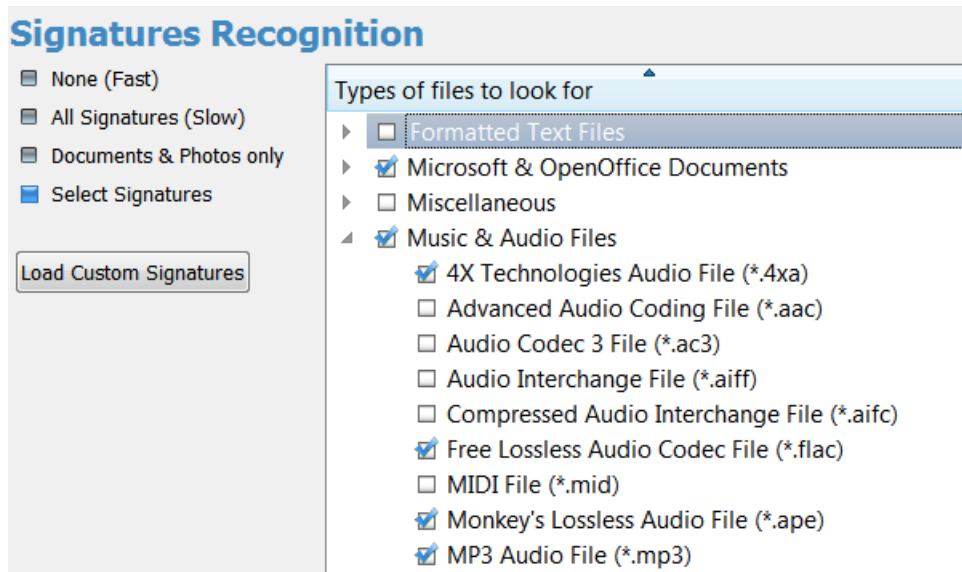 Signatures Recognition
None (Fast)
All Signatures (Slow)
Documents & Photos only
Select Signatures
Load Custom Signatures
Types of files to look for
Formatted Text Files
Microsoft & OpenOffice Documents
Miscellaneous
Music & Audio Files
4X Technologies Audio File (*.4xa)
Advanced Audio Coding File (*.aac)
Audio Codec 3 File (*.ac3)
Audio Interchange File (*.aiff)
Compressed Audio Interchange File (*.aifc)
Free Lossless Audio Codec File (*.flac)
MIDI File (*.mid)
Monkey's Lossless Audio File (*.ape)
MP3 Audio File (*.mp3)